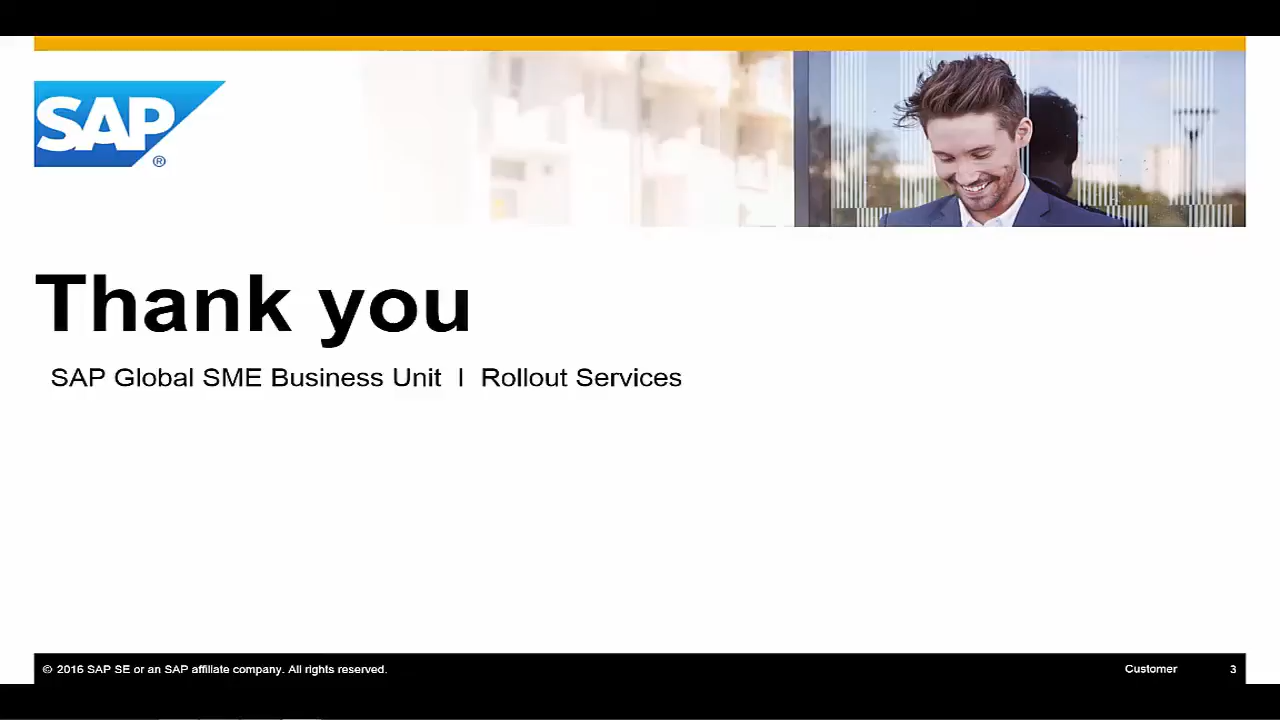 SAP
®
Thank you
SAP Global SME Business Unit | Rollout Services
© 2016 SAP SE or an SAP affiliate company. All rights reserved.
Customer
3